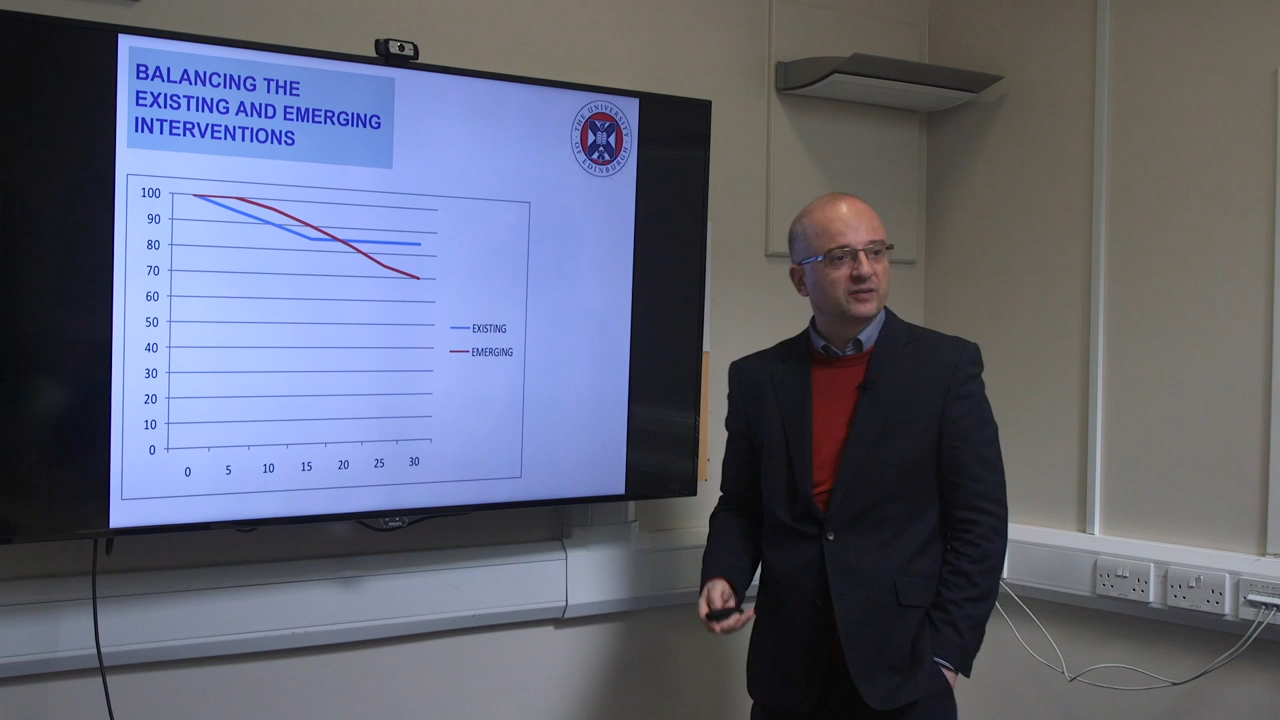 BALANCING THE
EXISTING AND EMERGING
INTERVENTIONS
THE UNIVERSITY
OF EDINBURGH
100
90
80
70
60
50
40
30
20
10
0
0 5 10 15 20 25 30
EXISTING
EMERGING